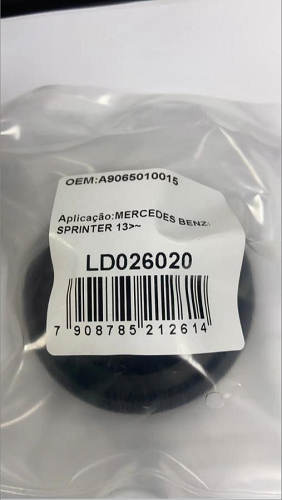 OEM:A9065010015
Aplicação:MERCEDES BENZ:
SPRINTER 13>~
LD026020
7 908785 212614